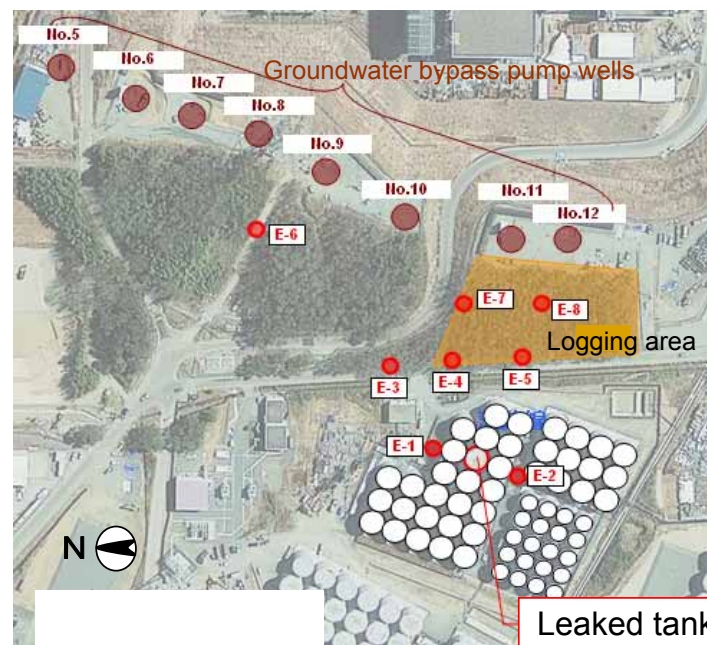 No.5
No.6
No.7
No.8
Groundwater bypass pump wells
No.9
No.10
No.11
No.12
E-6
E-7
E-8
Logging area
E-3
E-4
E-5
E-1
E-2
N
Leaked tank